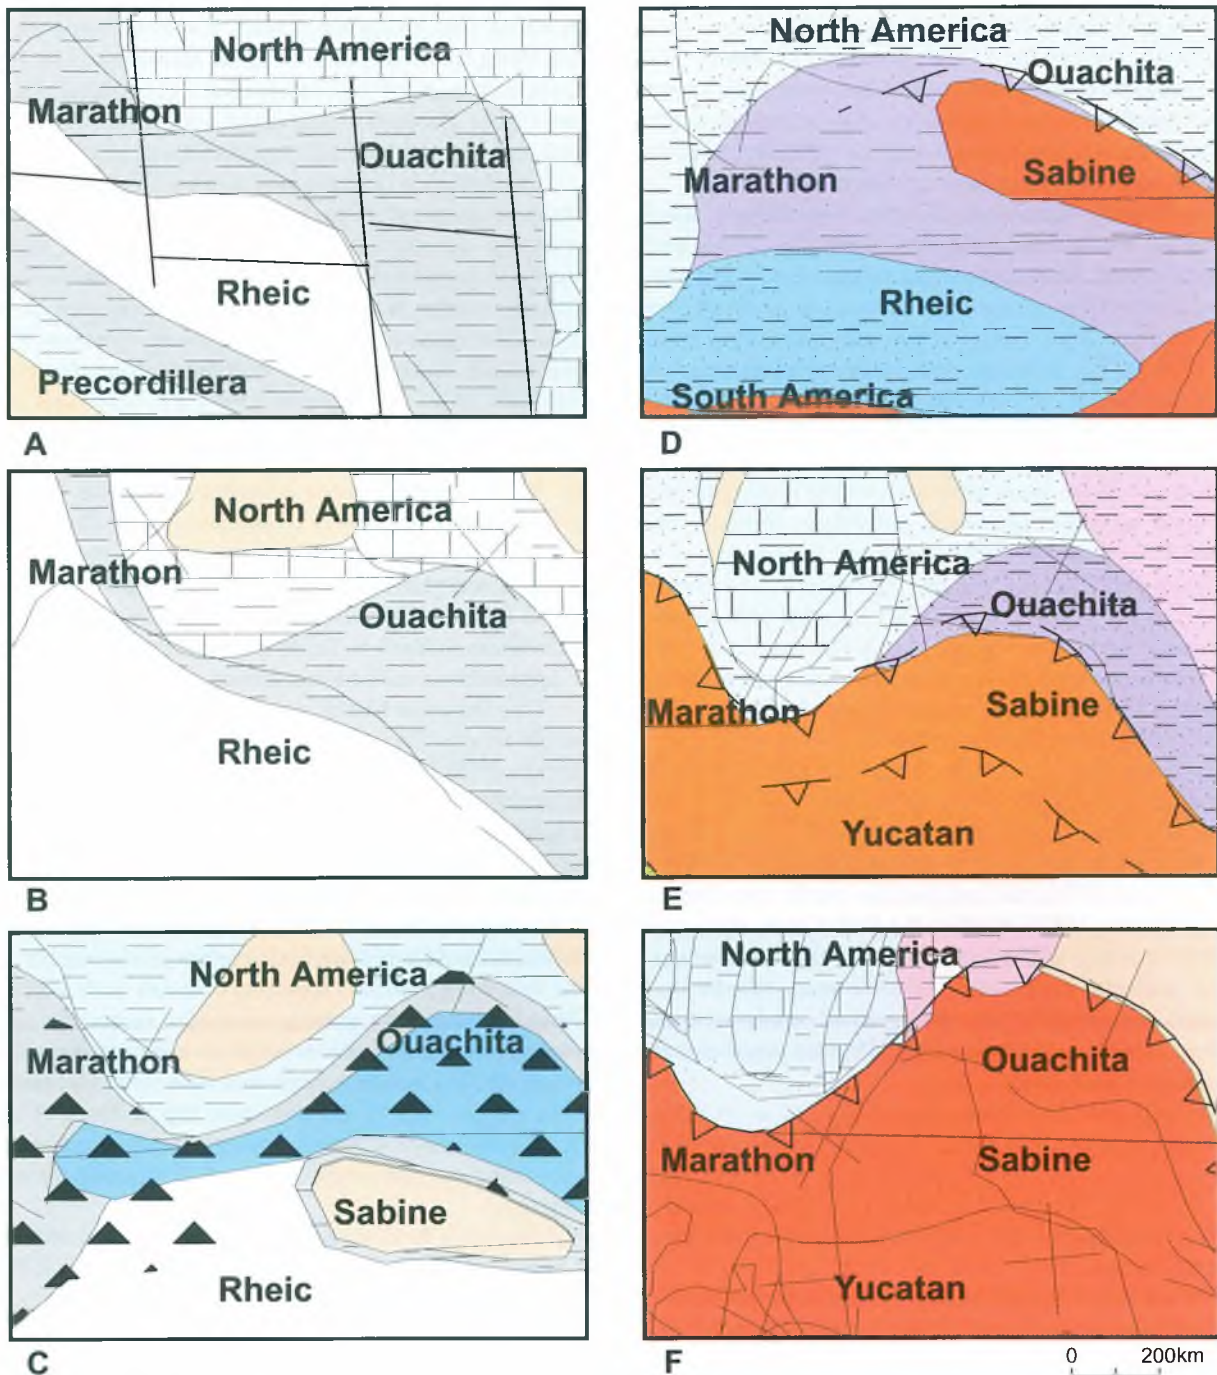 North America
Marathon
Ouachita
Rheic
Precordillera
A
North America
Marathon
Ouachita
Rheic
B
North America
Marathon
Ouachita
Sabine
Rheic
C
North America
Ouachita
Marathon
Sabine
Rheic
South America
D
North America
Ouachita
Marathon
Sabine
Yucatan
E
North America
Ouachita
Marathon
Sabine
Yucatan
F
0 200km